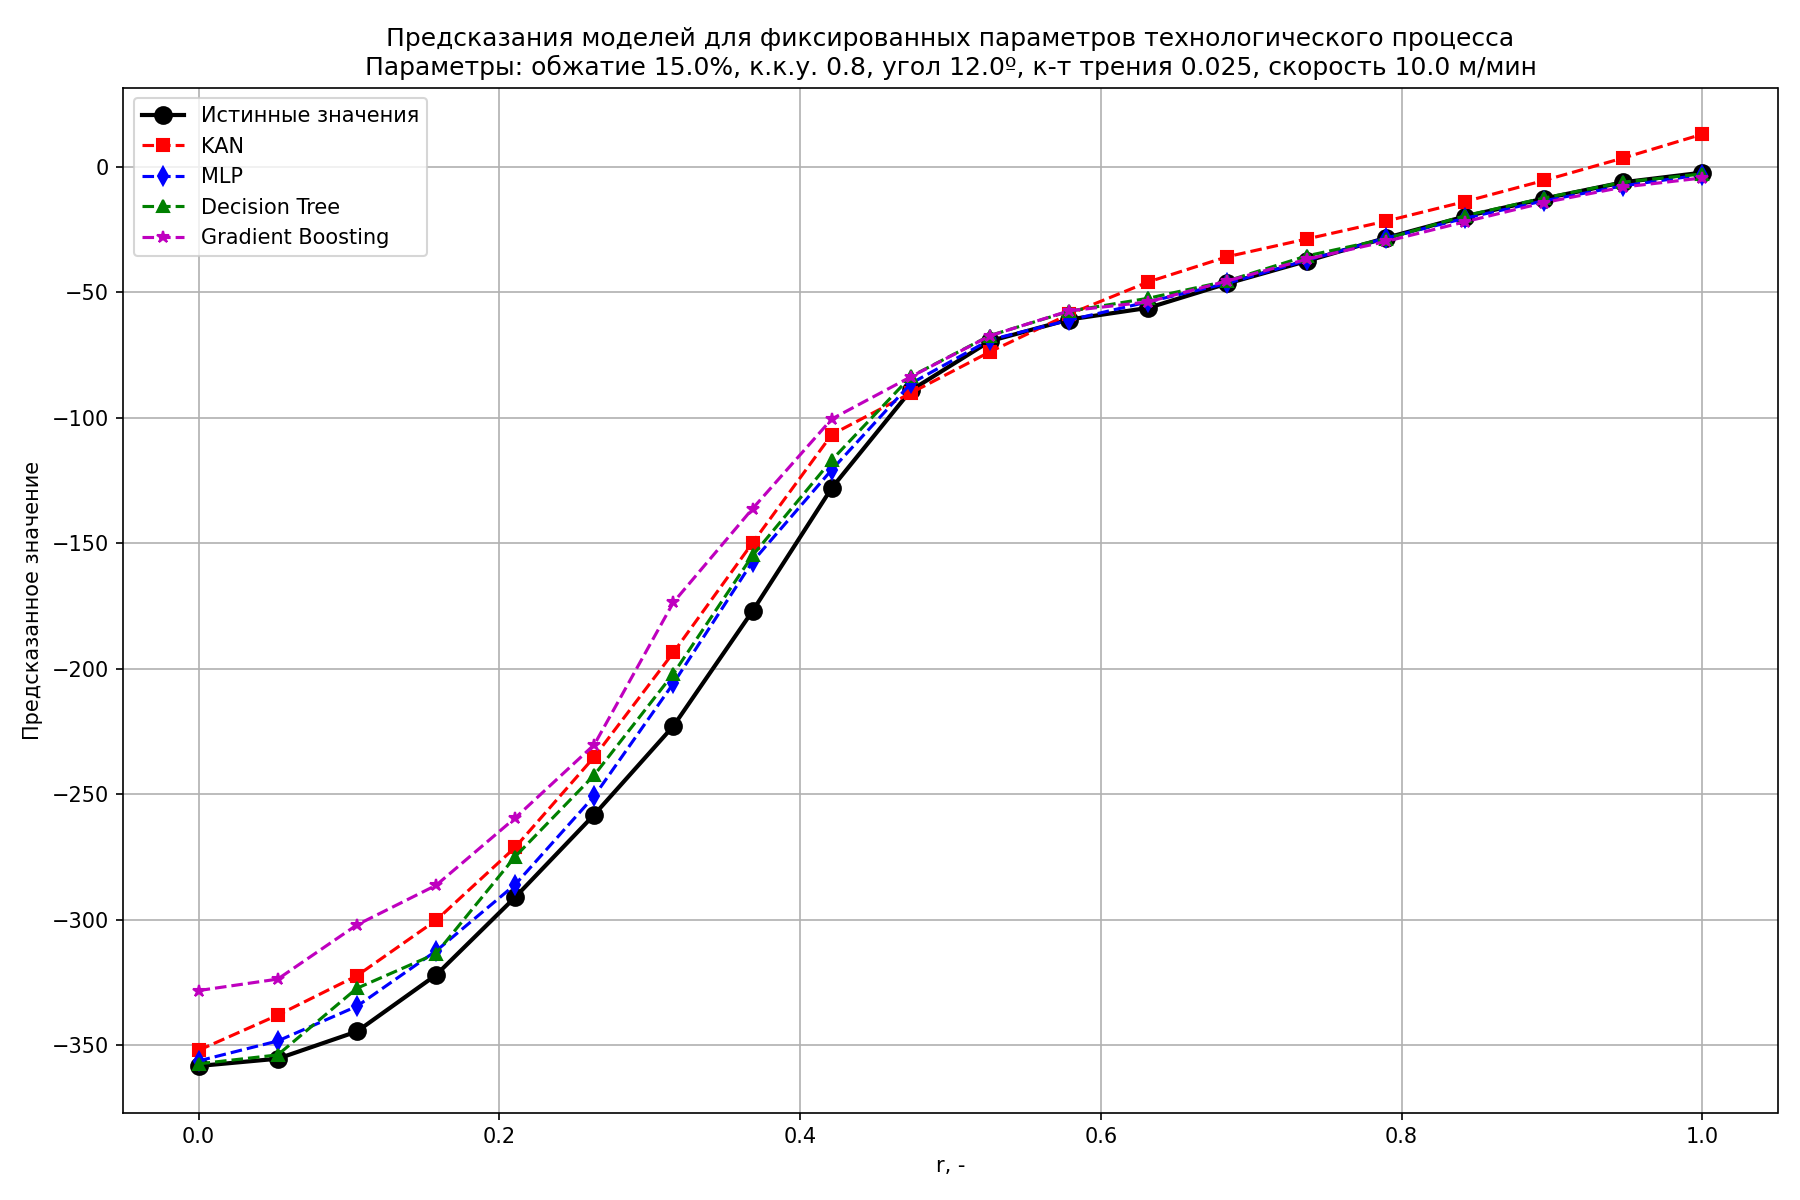 Предсказания моделей для фиксированных параметров технологического процесса
Параметры: обжатие 15.0%, к.к.у. 0.8, угол 12.0º, к-т трения 0.025, скорость 10.0 м/мин
Истинные значения
KAN
MLP
Decision Tree
Gradient Boosting
Предсказанное значение
0
−50
−100
−150
−200
−250
−300
−350
0.0
0.2
0.4
0.6
0.8
1.0
r, -